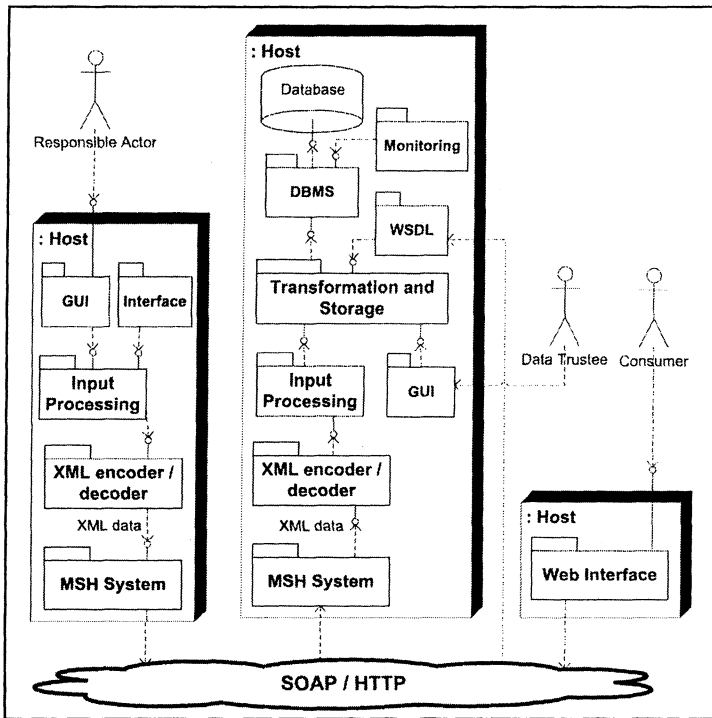 Responsible Actor
: Host
GUI
Interface
Input
Processing
XML encoder /
decoder
XML data
MSH System
: Host
Database
Monitoring
DBMS
WSDL
Transformation and
Storage
Input
Processing
GUI
XML encoder /
decoder
XML data
MSH System
Data Trustee
Consumer
: Host
Web Interface
SOAP / HTTP